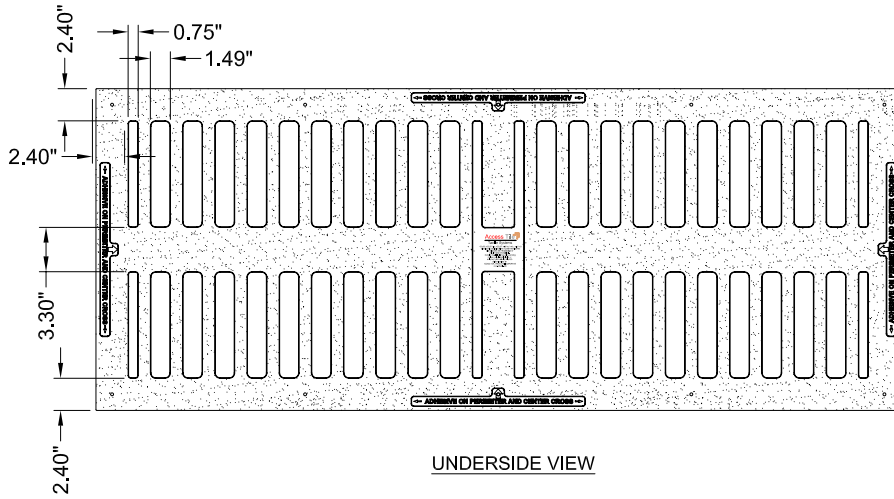 2.40"
0.75"
1.49"
← ADHESIVE ON PERIMETER AND CENTER CROSS →
2.40"
← ADHESIVE ON PERIMETER AND CENTER CROSS →
← ADHESIVE ON PERIMETER AND CENTER CROSS →
Access Tile
3.30"
← ADHESIVE ON PERIMETER AND CENTER CROSS →
2.40"
UNDERSIDE VIEW